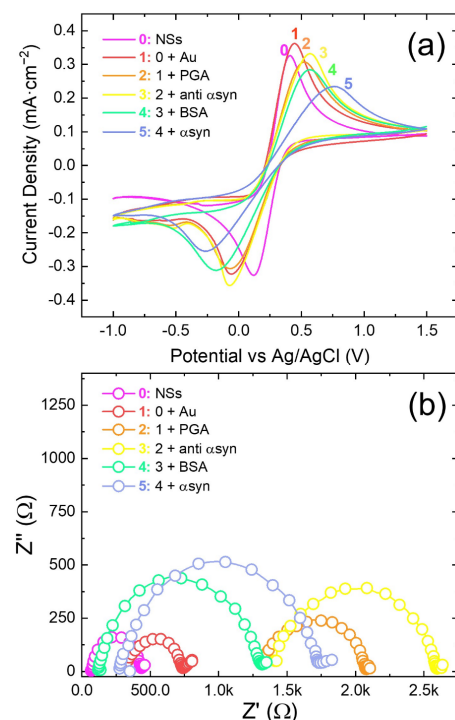 (a)
0: NSs
1: 0 + Au
2: 1 + PGA
3: 2 + anti αsyn
4: 3 + BSA
5: 4 + αsyn
0
1
2
3
4
5
Current Density (mA·cm⁻²)
0.4
0.3
0.2
0.1
0.0
-0.1
-0.2
0.3
-0.4
-1.0
-0.5
0.0
0.5
1.0
1.5
Potential vs Ag/AgCl (V)
(b)
0: NSs
1: 0 + Au
2: 1 + PGA
3: 2 + anti αsyn
4: 3 + BSA
5: 4 + αsyn
Z'' (Ω)
1250
1000
750
500
250
0
0
500.0
1.0k
1.5k
2.0k
2.5k
Z' (Ω)